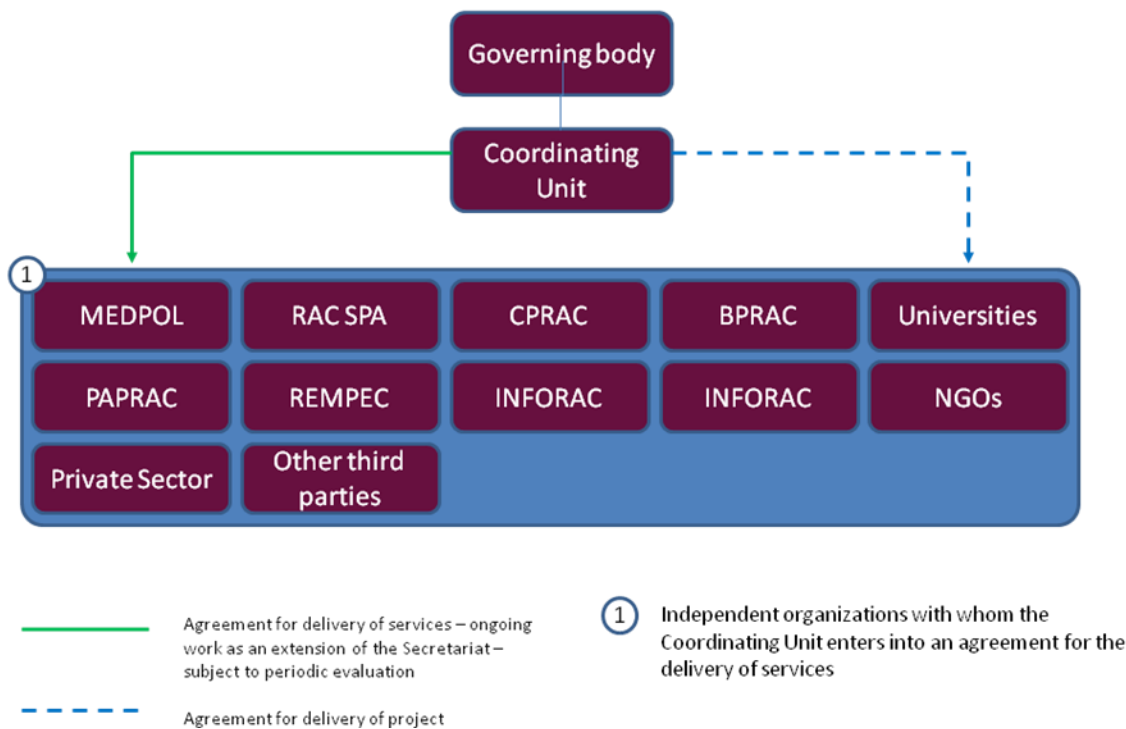 Governing body
Coordinating
Unit
1
MEDPOL
RAC SPA
CPRAC
BPRAC
Universities
PAPRAC
REMPEC
INFORAC
INFORAC
NGOs
Private Sector
Other third
parties
Agreement for delivery of services – ongoing
work as an extension of the Secretariat –
subject to periodic evaluation
Agreement for delivery of project
1
Independent organizations with whom the
Coordinating Unit enters into an agreement for the
delivery of services